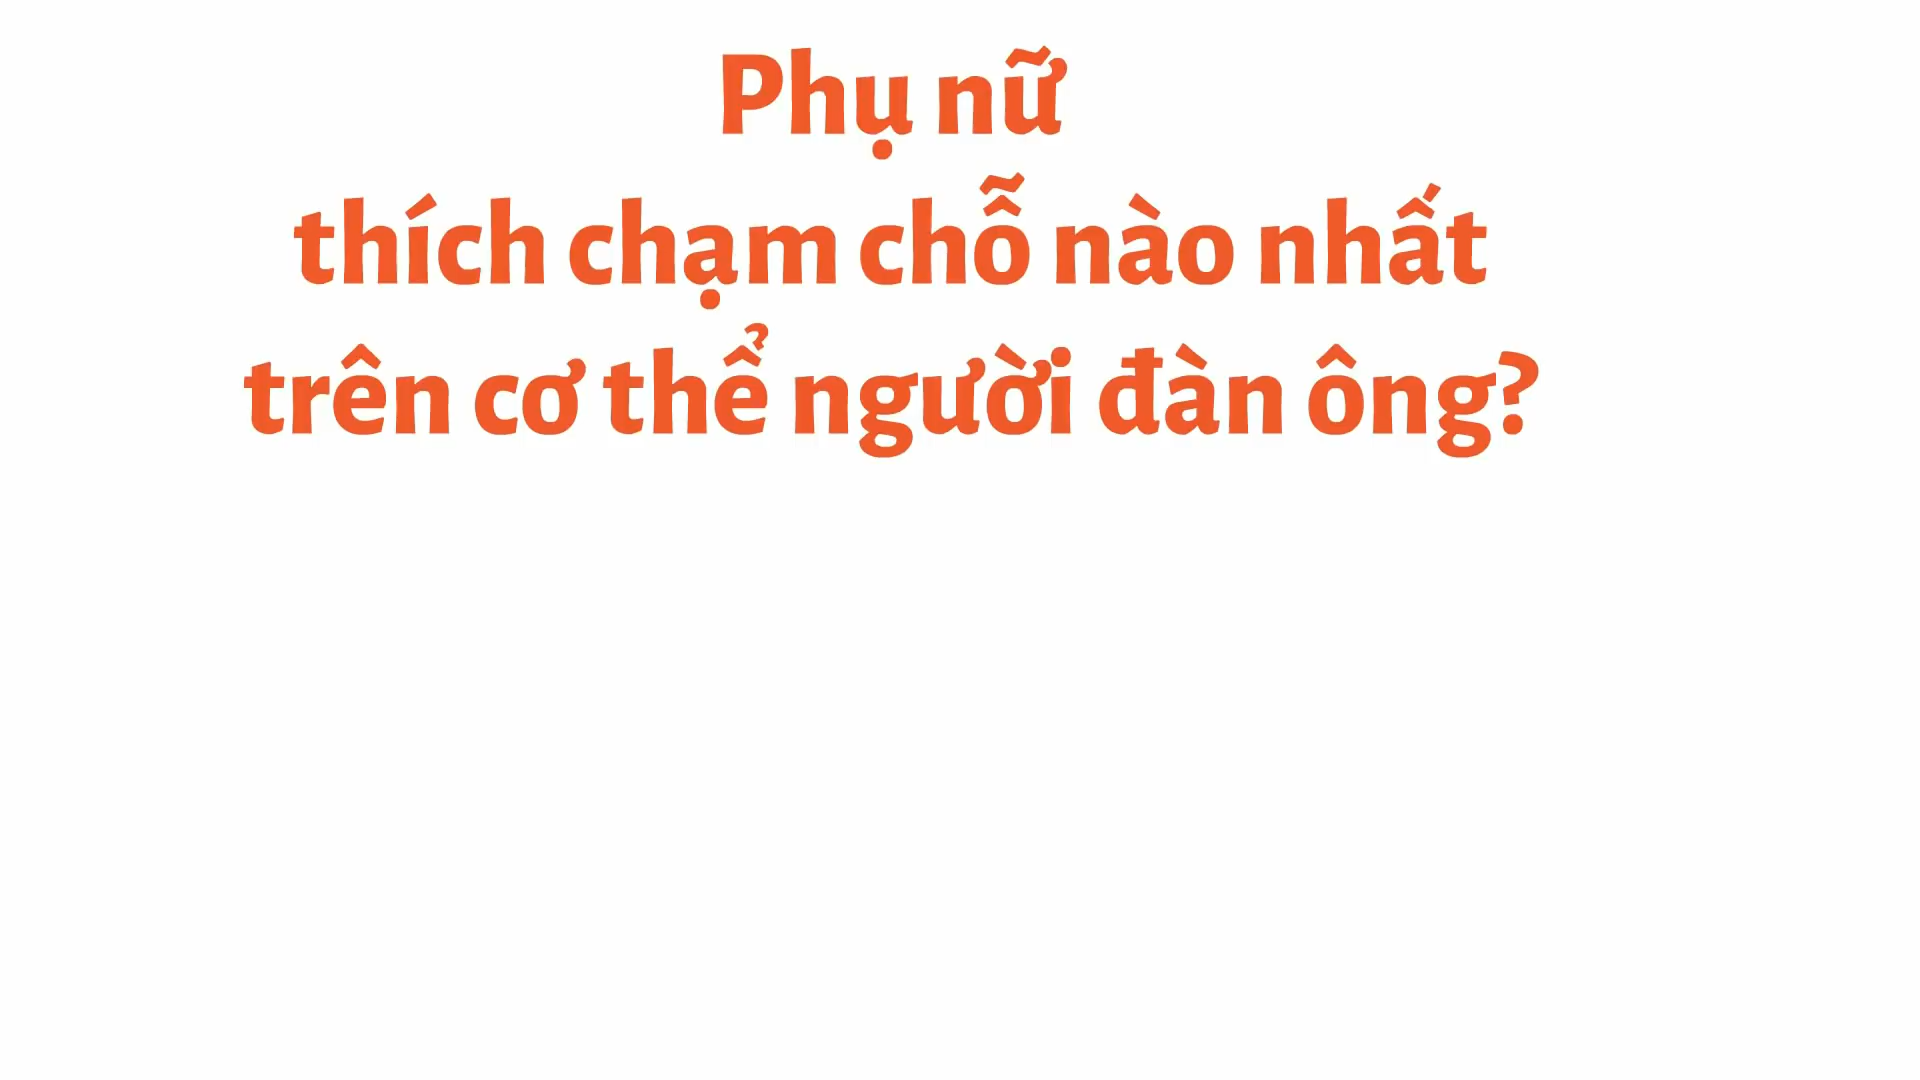 Phụ nữ
thích chạm chỗ nào nhất
trên cơ thể người đàn ông?